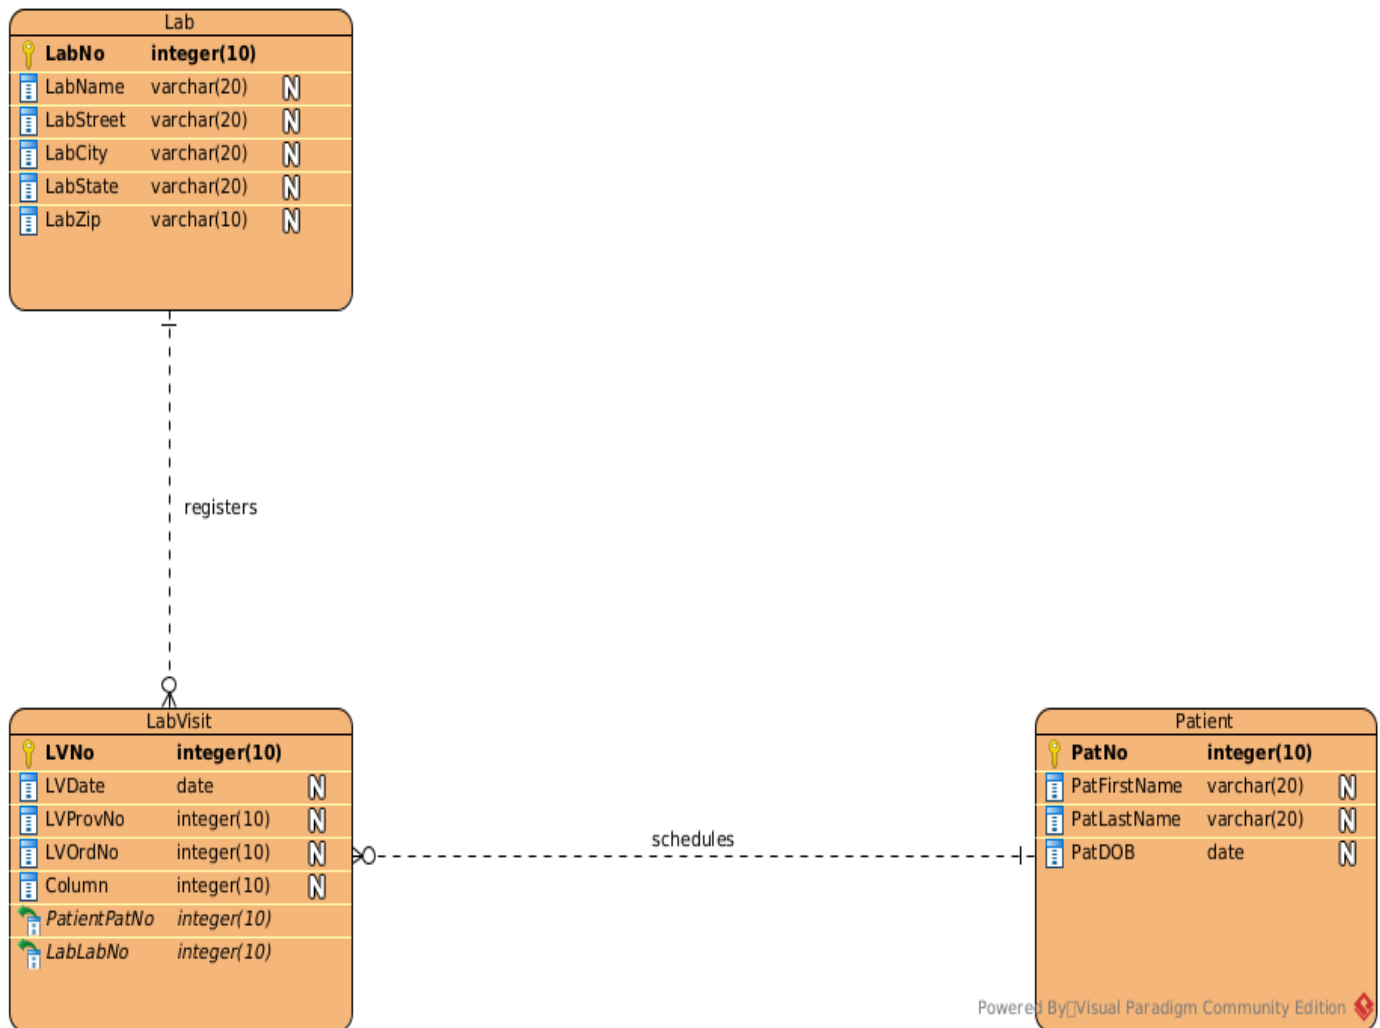 Lab
LabNo integer(10)
LabName varchar(20) N
LabStreet varchar(20) N
LabCity varchar(20) N
LabState varchar(20) N
LabZip varchar(10) N
registers
LabVisit
LVNo integer(10)
LVDate date N
LVProvNo integer(10) N
LVOrdNo integer(10) N
Column integer(10) N
PatientPatNo integer(10)
LabLabNo integer(10)
schedules
Patient
PatNo integer(10)
PatFirstName varchar(20) N
PatLastName varchar(20) N
PatDOB date N
Powered By Visual Paradigm Community Edition